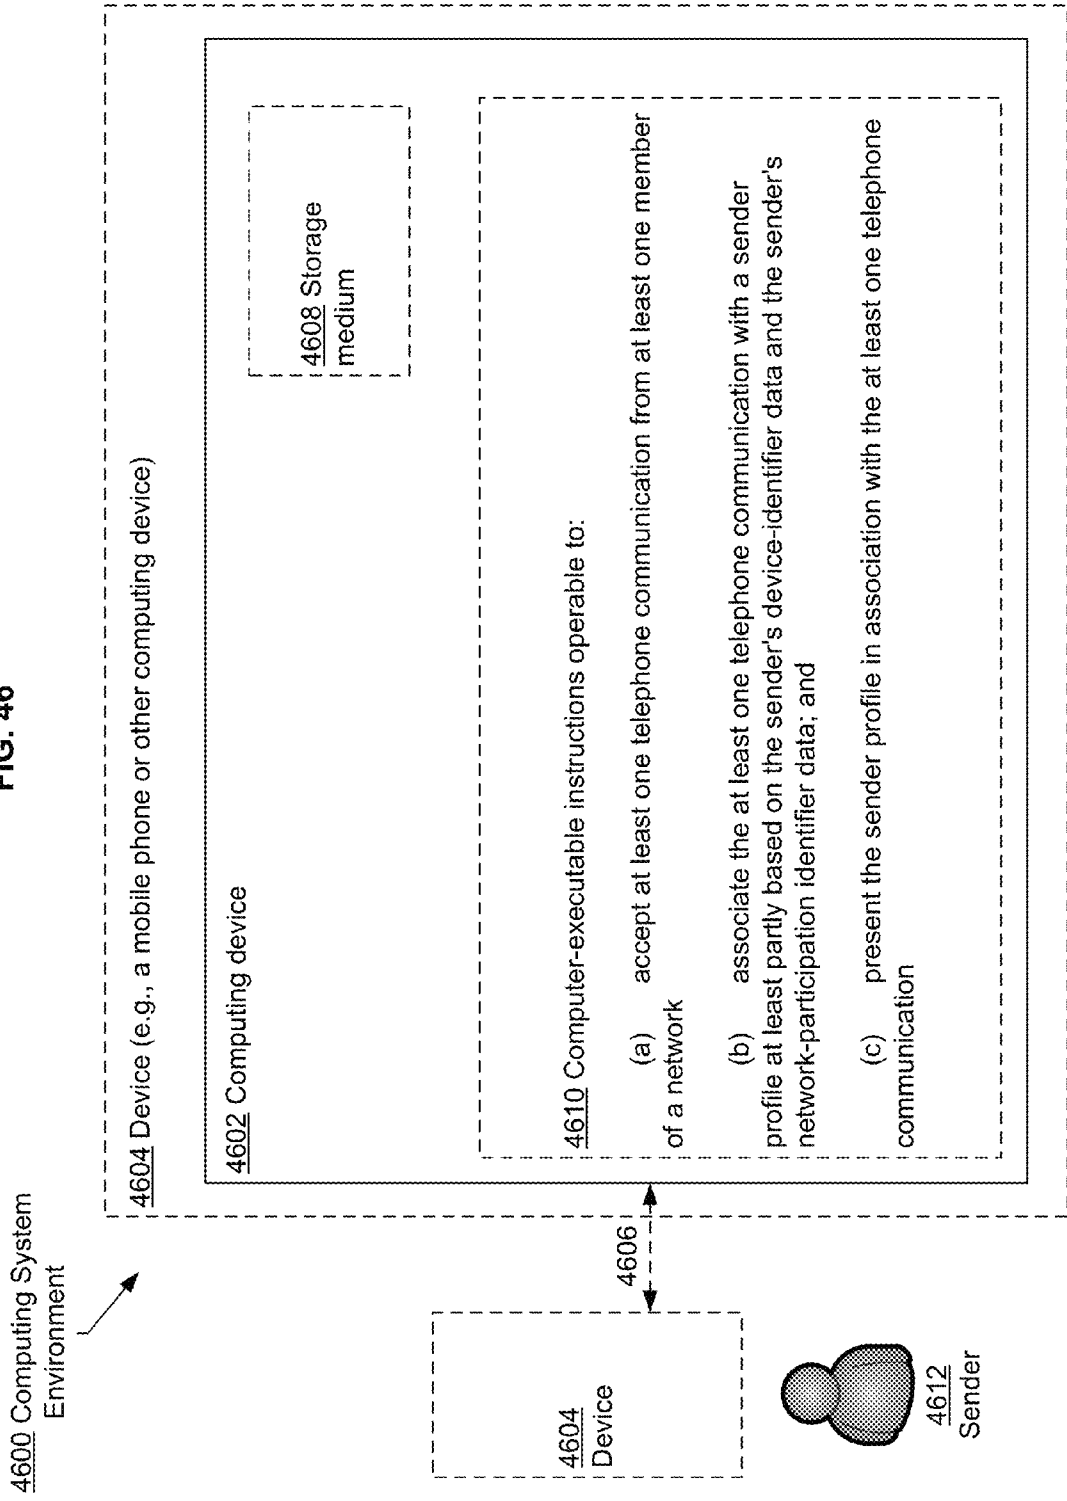 FIG. 46
4600 Computing System
Environment
4604 Device (e.g., a mobile phone or other computing device)
4602 Computing device
4608 Storage
medium
4610 Computer-executable instructions operable to:
(a) accept at least one telephone communication from at least one member
of a network
(b) associate the at least one telephone communication with a sender
profile at least partly based on the sender's device-identifier data and the sender's
network-participation identifier data; and
(c) present the sender profile in association with the at least one telephone
communication
4606
4604
Device
4612
Sender